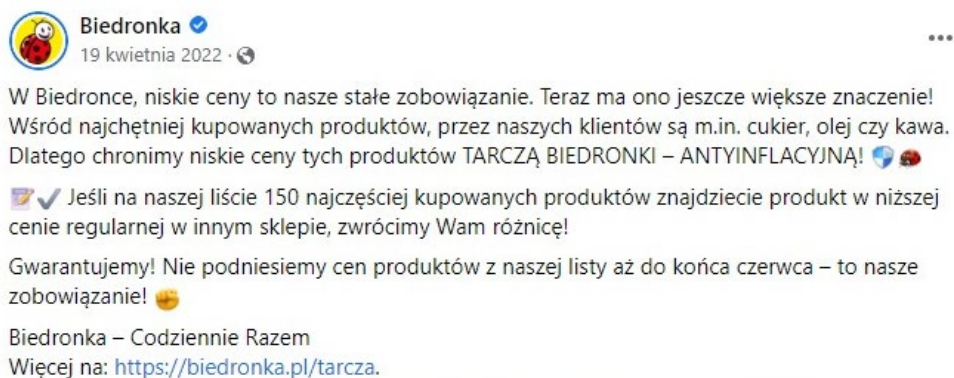 Biedronka
19 kwietnia 2022
W Biedronce, niskie ceny to nasze stałe zobowiązanie. Teraz ma ono jeszcze większe znaczenie!
Wśród najchętniej kupowanych produktów, przez naszych klientów są m.in. cukier, olej czy kawa.
Dlatego chronimy niskie ceny tych produktów TARCZĄ BIEDRONKI – ANTYINFLACYJNĄ! 🛡️🐞
📝✔️ Jeśli na naszej liście 150 najczęściej kupowanych produktów znajdziecie produkt w niższej
cenie regularnej w innym sklepie, zwrócimy Wam różnicę!
Gwarantujemy! Nie podniesiemy cen produktów z naszej listy aż do końca czerwca – to nasze
zobowiązanie! ✊
Biedronka – Codziennie Razem
Więcej na: https://biedronka.pl/tarcza.